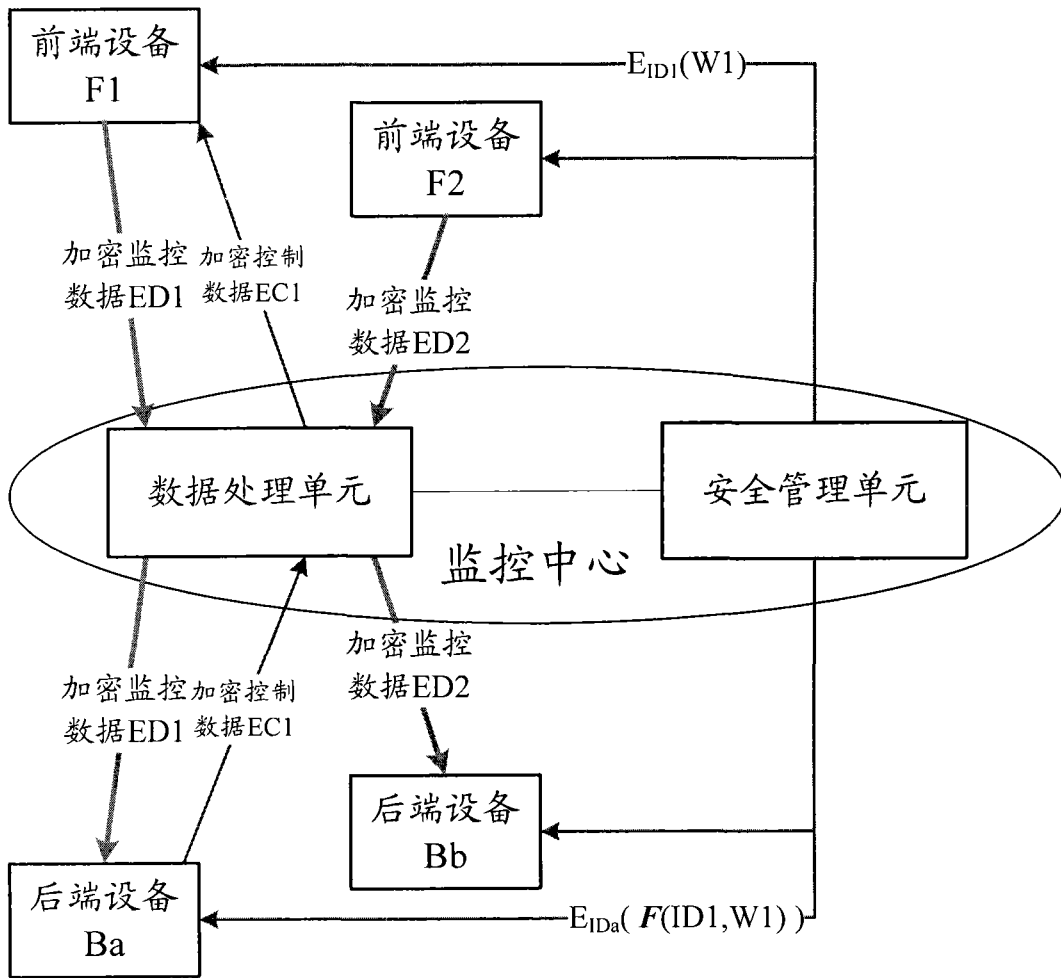 前端设备
F1
E_ID1(W1)
前端设备
F2
加密监控
数据ED1
加密控制
数据EC1
加密监控
数据ED2
数据处理单元
安全管理单元
监控中心
加密监控
数据ED1
加密控制
数据EC1
加密监控
数据ED2
后端设备
Bb
后端设备
Ba
E_IDa( F(ID1,W1) )